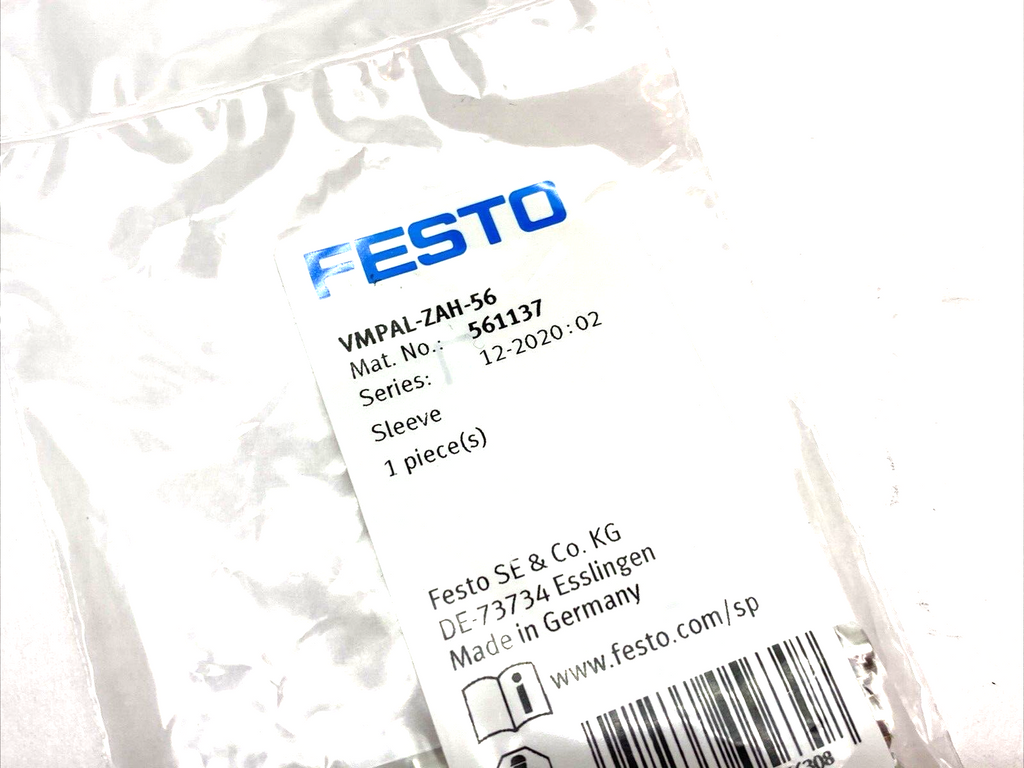 FESTO
VMPAL-ZAH-56
Mat. No.: 561137
Series: 12-2020:02
Sleeve
1 piece(s)
Festo SE & Co. KG
DE-73734 Esslingen
Made in Germany
www.festo.com/sp